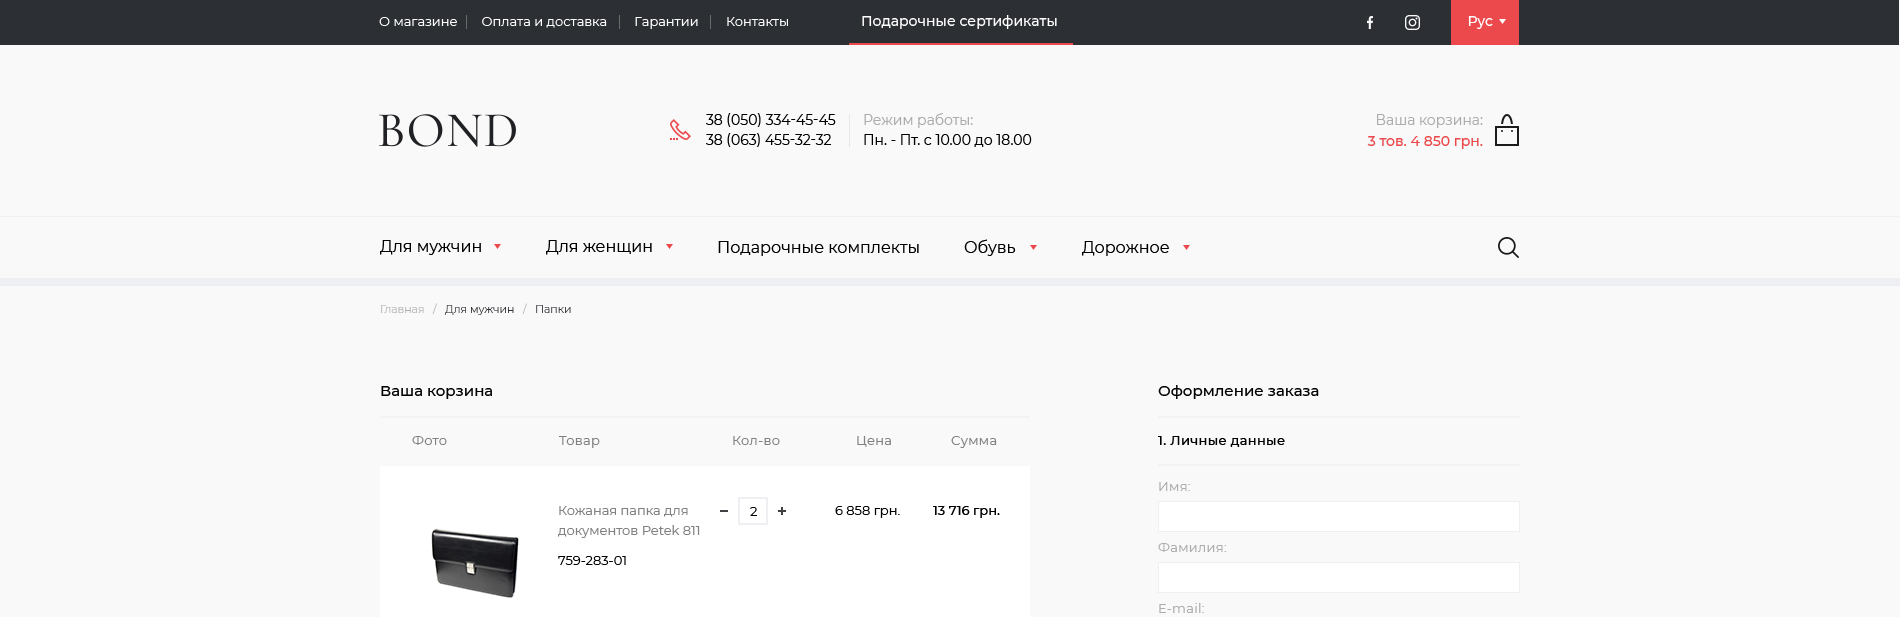 О магазине Оплата и доставка Гарантии Контакты Подарочные сертификаты Рус
BOND
38 (050) 334-45-45
38 (063) 455-32-32
Режим работы:
Пн. - Пт. с 10.00 до 18.00
Ваша корзина:
3 тов. 4 850 грн.
Для мужчин Для женщин Подарочные комплекты Обувь Дорожное
Главная / Для мужчин / Папки
Ваша корзина
Фото Товар Кол-во Цена Сумма
Кожаная папка для
документов Petek 811
759-283-01
− 2 + 6 858 грн. 13 716 грн.
Оформление заказа
1. Личные данные
Имя:
Фамилия:
E-mail: